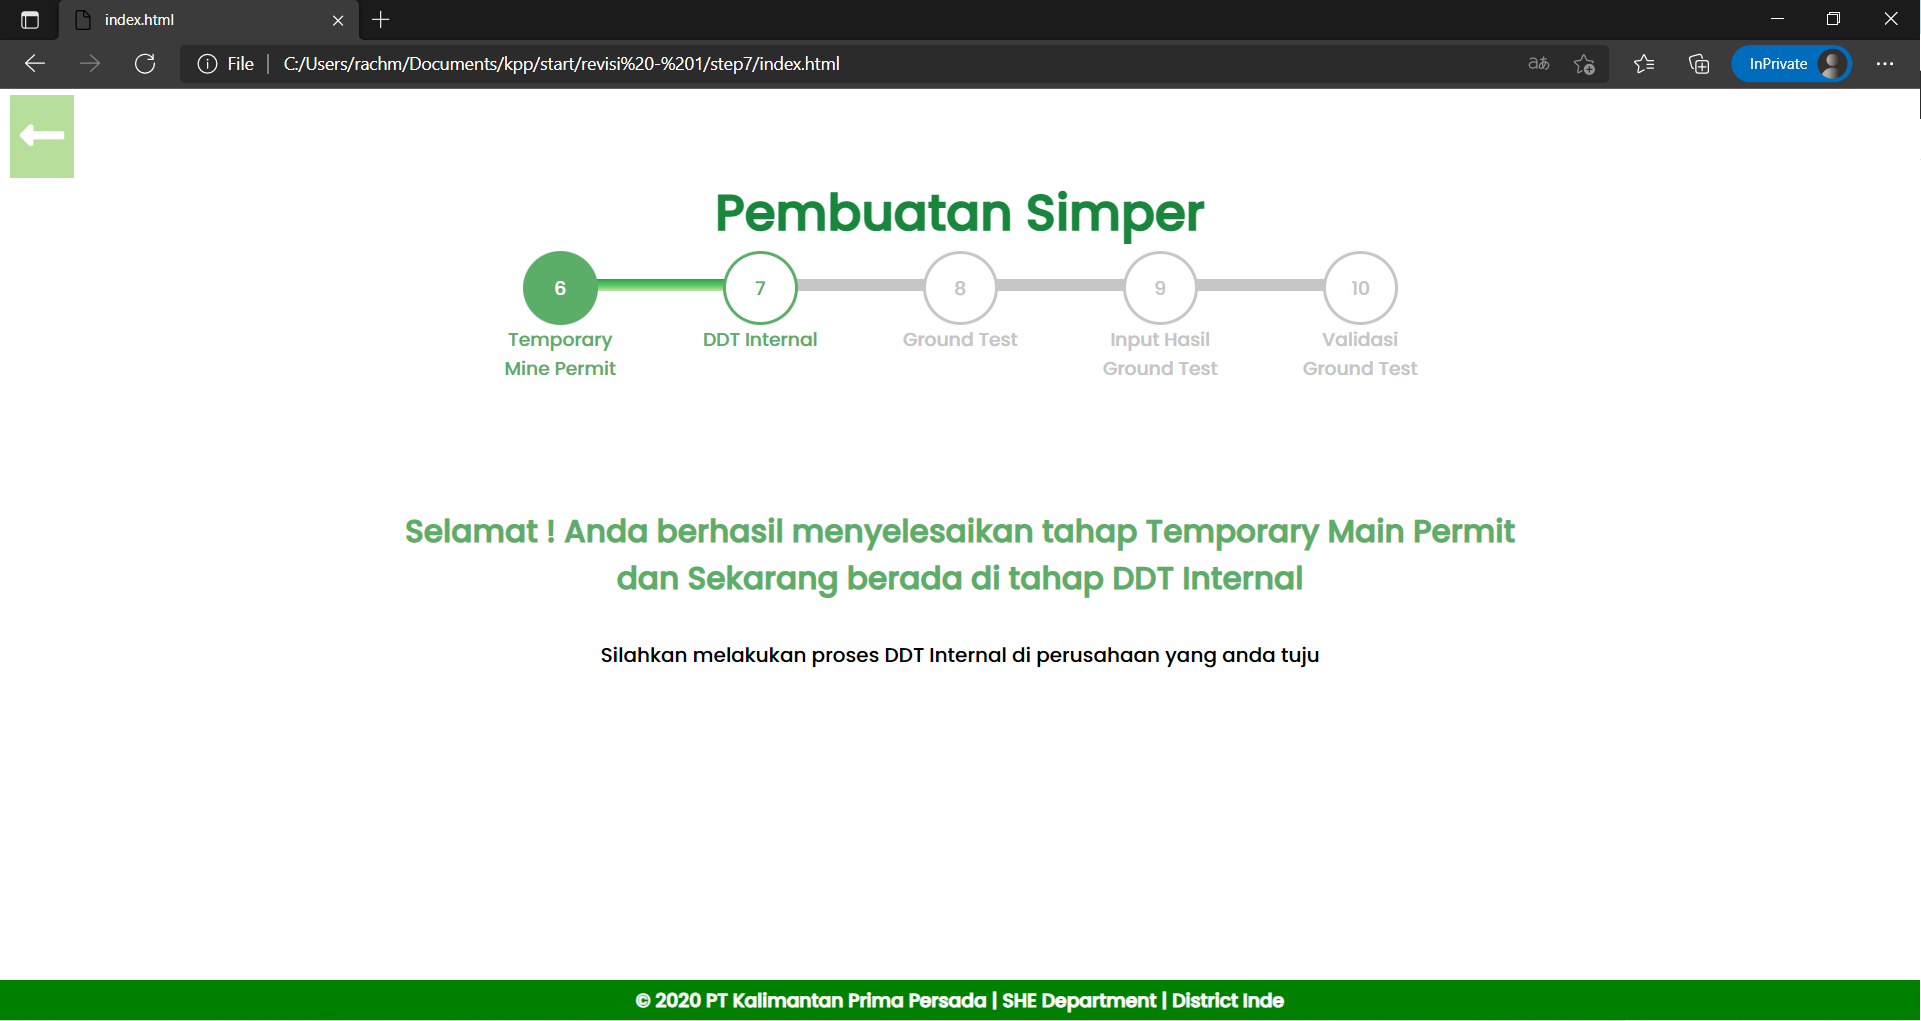 index.html
File
C:/Users/rachm/Documents/kpp/start/revisi%20-%201/step7/index.html
aあ
InPrivate
Pembuatan Simper
6
7
8
9
10
Temporary
Mine Permit
DDT Internal
Ground Test
Input Hasil
Ground Test
Validasi
Ground Test
Selamat ! Anda berhasil menyelesaikan tahap Temporary Main Permit
dan Sekarang berada di tahap DDT Internal
Silahkan melakukan proses DDT Internal di perusahaan yang anda tuju
© 2020 PT Kalimantan Prima Persada | SHE Department | District Inde